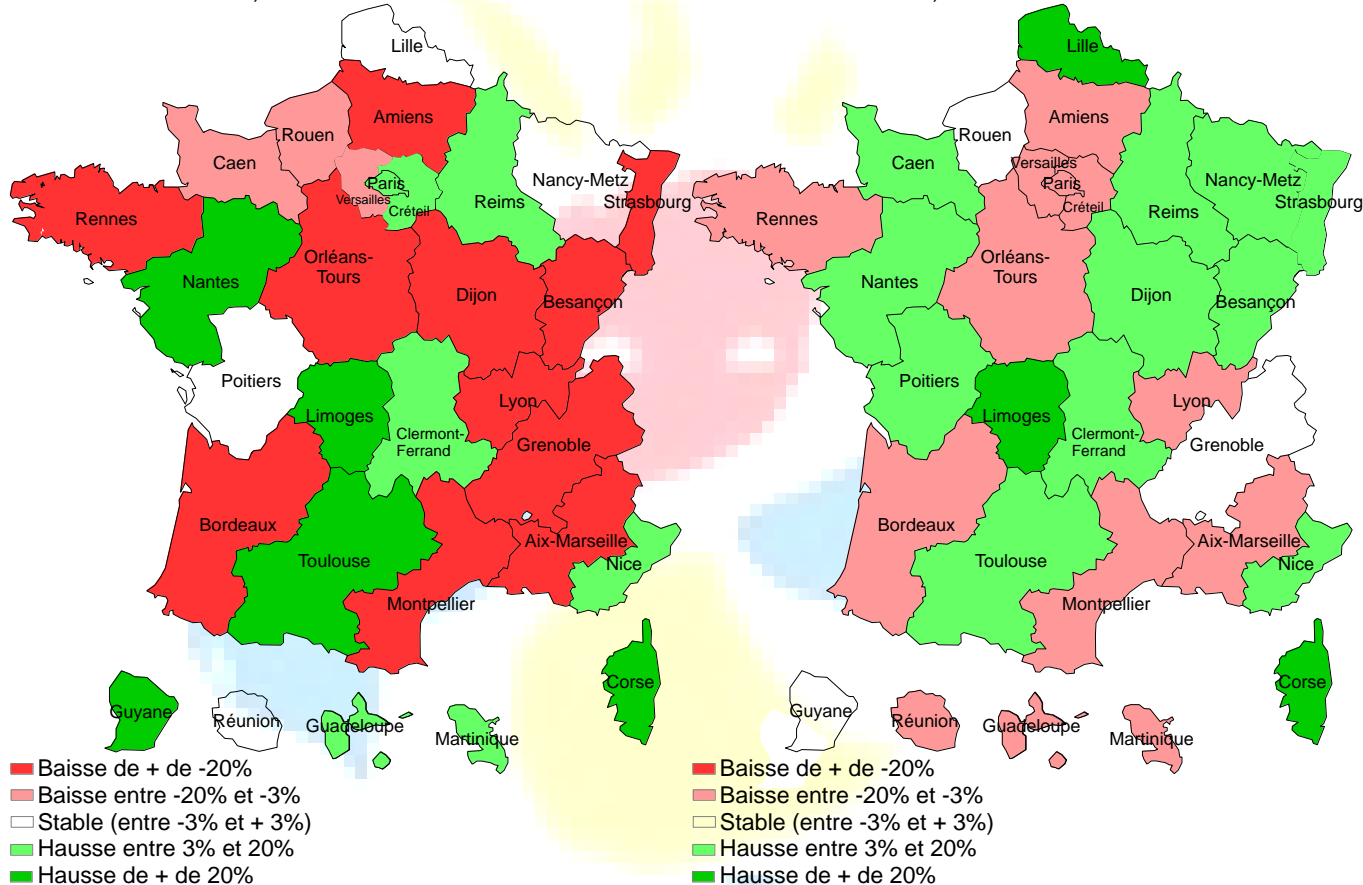 Lille
Amiens
Rouen
Caen
Paris
Versailles
Créteil
Reims
Nancy-Metz
Strasbourg
Rennes
Nantes
Orléans-
Tours
Dijon
Besançon
Poitiers
Limoges
Clermont-
Ferrand
Lyon
Grenoble
Bordeaux
Toulouse
Aix-Marseille
Nice
Montpellier
Guyane
Réunion
Guadeloupe
Martinique
Corse
Baisse de + de -20%
Baisse entre -20% et -3%
Stable (entre -3% et + 3%)
Hausse entre 3% et 20%
Hausse de + de 20%
Lille
Amiens
Rouen
Caen
Versailles
Paris
Créteil
Reims
Nancy-Metz
Strasbourg
Rennes
Nantes
Orléans-
Tours
Dijon
Besançon
Poitiers
Limoges
Clermont-
Ferrand
Lyon
Grenoble
Bordeaux
Toulouse
Aix-Marseille
Nice
Montpellier
Guyane
Réunion
Guadeloupe
Martinique
Corse
Baisse de + de -20%
Baisse entre -20% et -3%
Stable (entre -3% et + 3%)
Hausse entre 3% et 20%
Hausse de + de 20%